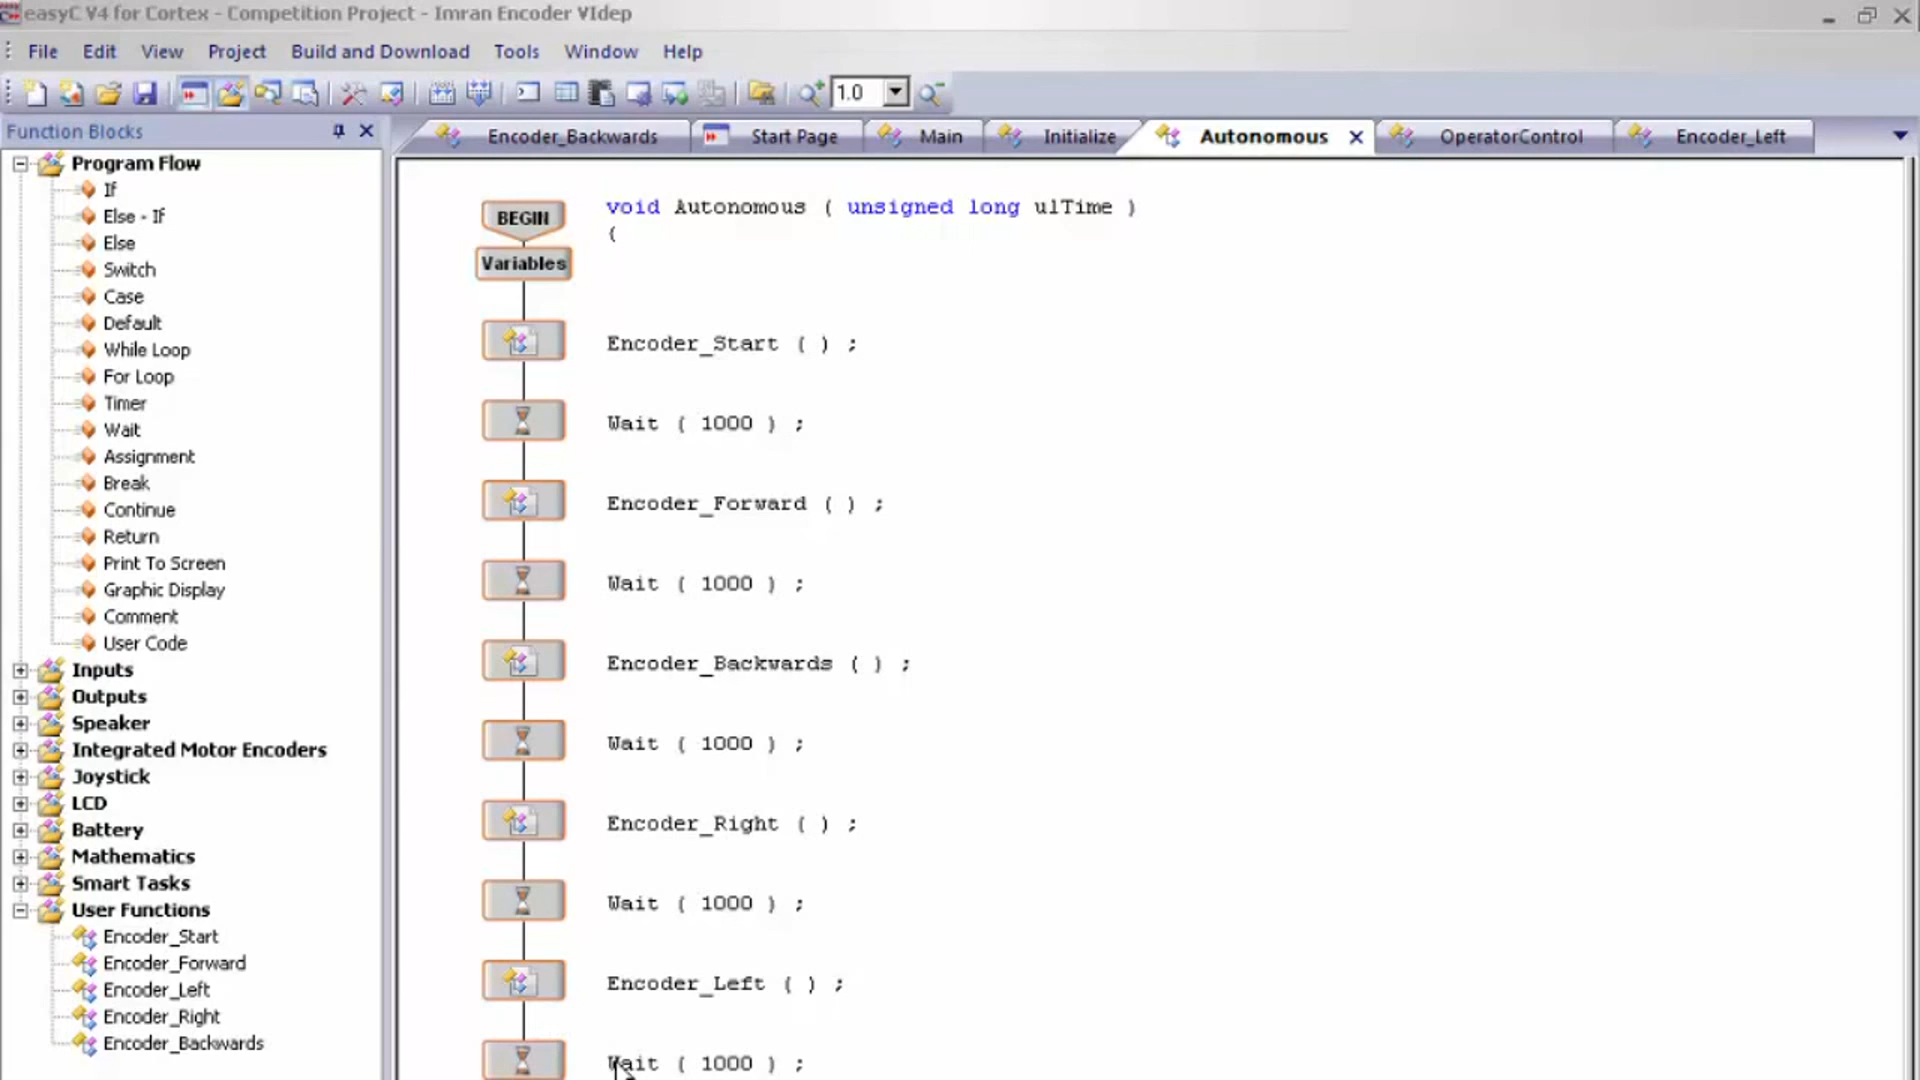 easyC V4 for Cortex - Competition Project - Imran Encoder VIdep
File Edit View Project Build and Download Tools Window Help
1.0
Function Blocks
Encoder_Backwards Start Page Main Initialize Autonomous OperatorControl Encoder_Left
Program Flow
If
Else - If
Else
Switch
Case
Default
While Loop
For Loop
Timer
Wait
Assignment
Break
Continue
Return
Print To Screen
Graphic Display
Comment
User Code
Inputs
Outputs
Speaker
Integrated Motor Encoders
Joystick
LCD
Battery
Mathematics
Smart Tasks
User Functions
Encoder_Start
Encoder_Forward
Encoder_Left
Encoder_Right
Encoder_Backwards
BEGIN
void Autonomous ( unsigned long ulTime )
{
Variables
Encoder_Start ( ) ;
Wait ( 1000 ) ;
Encoder_Forward ( ) ;
Wait ( 1000 ) ;
Encoder_Backwards ( ) ;
Wait ( 1000 ) ;
Encoder_Right ( ) ;
Wait ( 1000 ) ;
Encoder_Left ( ) ;
Wait ( 1000 ) ;